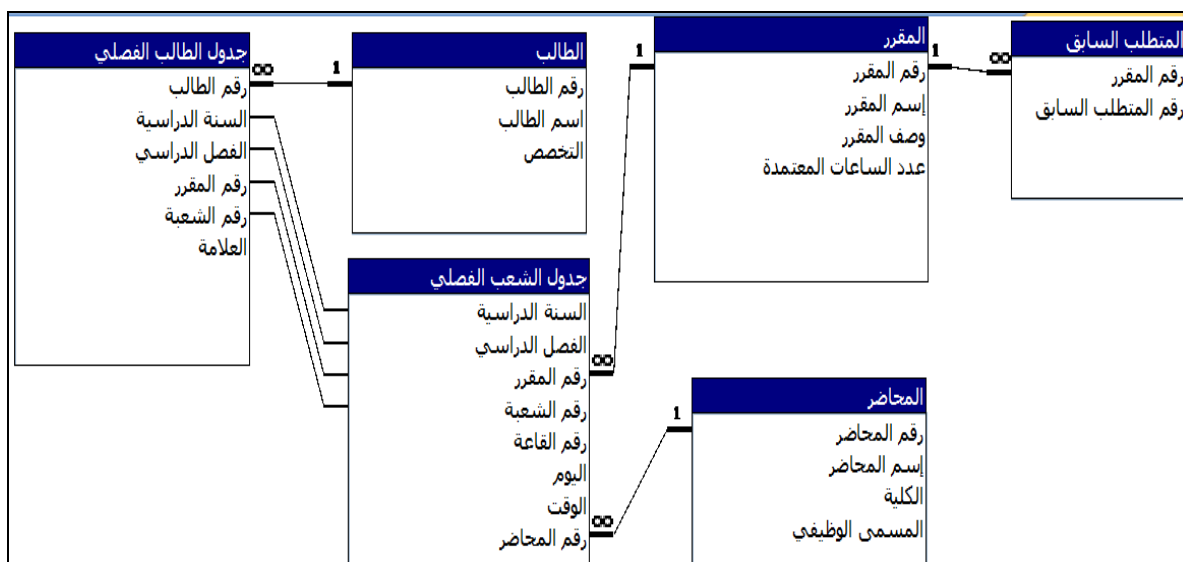 المتطلب السابق
رقم المقرر
رقم المتطلب السابق
∞
المقرر
رقم المقرر
إسم المقرر
وصف المقرر
عدد الساعات المعتمدة
1
1
الطالب
رقم الطالب
اسم الطالب
التخصص
1
جدول الطالب الفصلي
رقم الطالب
السنة الدراسية
الفصل الدراسي
رقم المقرر
رقم الشعبة
العلامة
∞
المحاضر
رقم المحاضر
إسم المحاضر
الكلية
المسمى الوظيفي
1
جدول الشعب الفصلي
السنة الدراسية
الفصل الدراسي
رقم المقرر
رقم الشعبة
رقم القاعة
اليوم
الوقت
رقم المحاضر
∞
∞